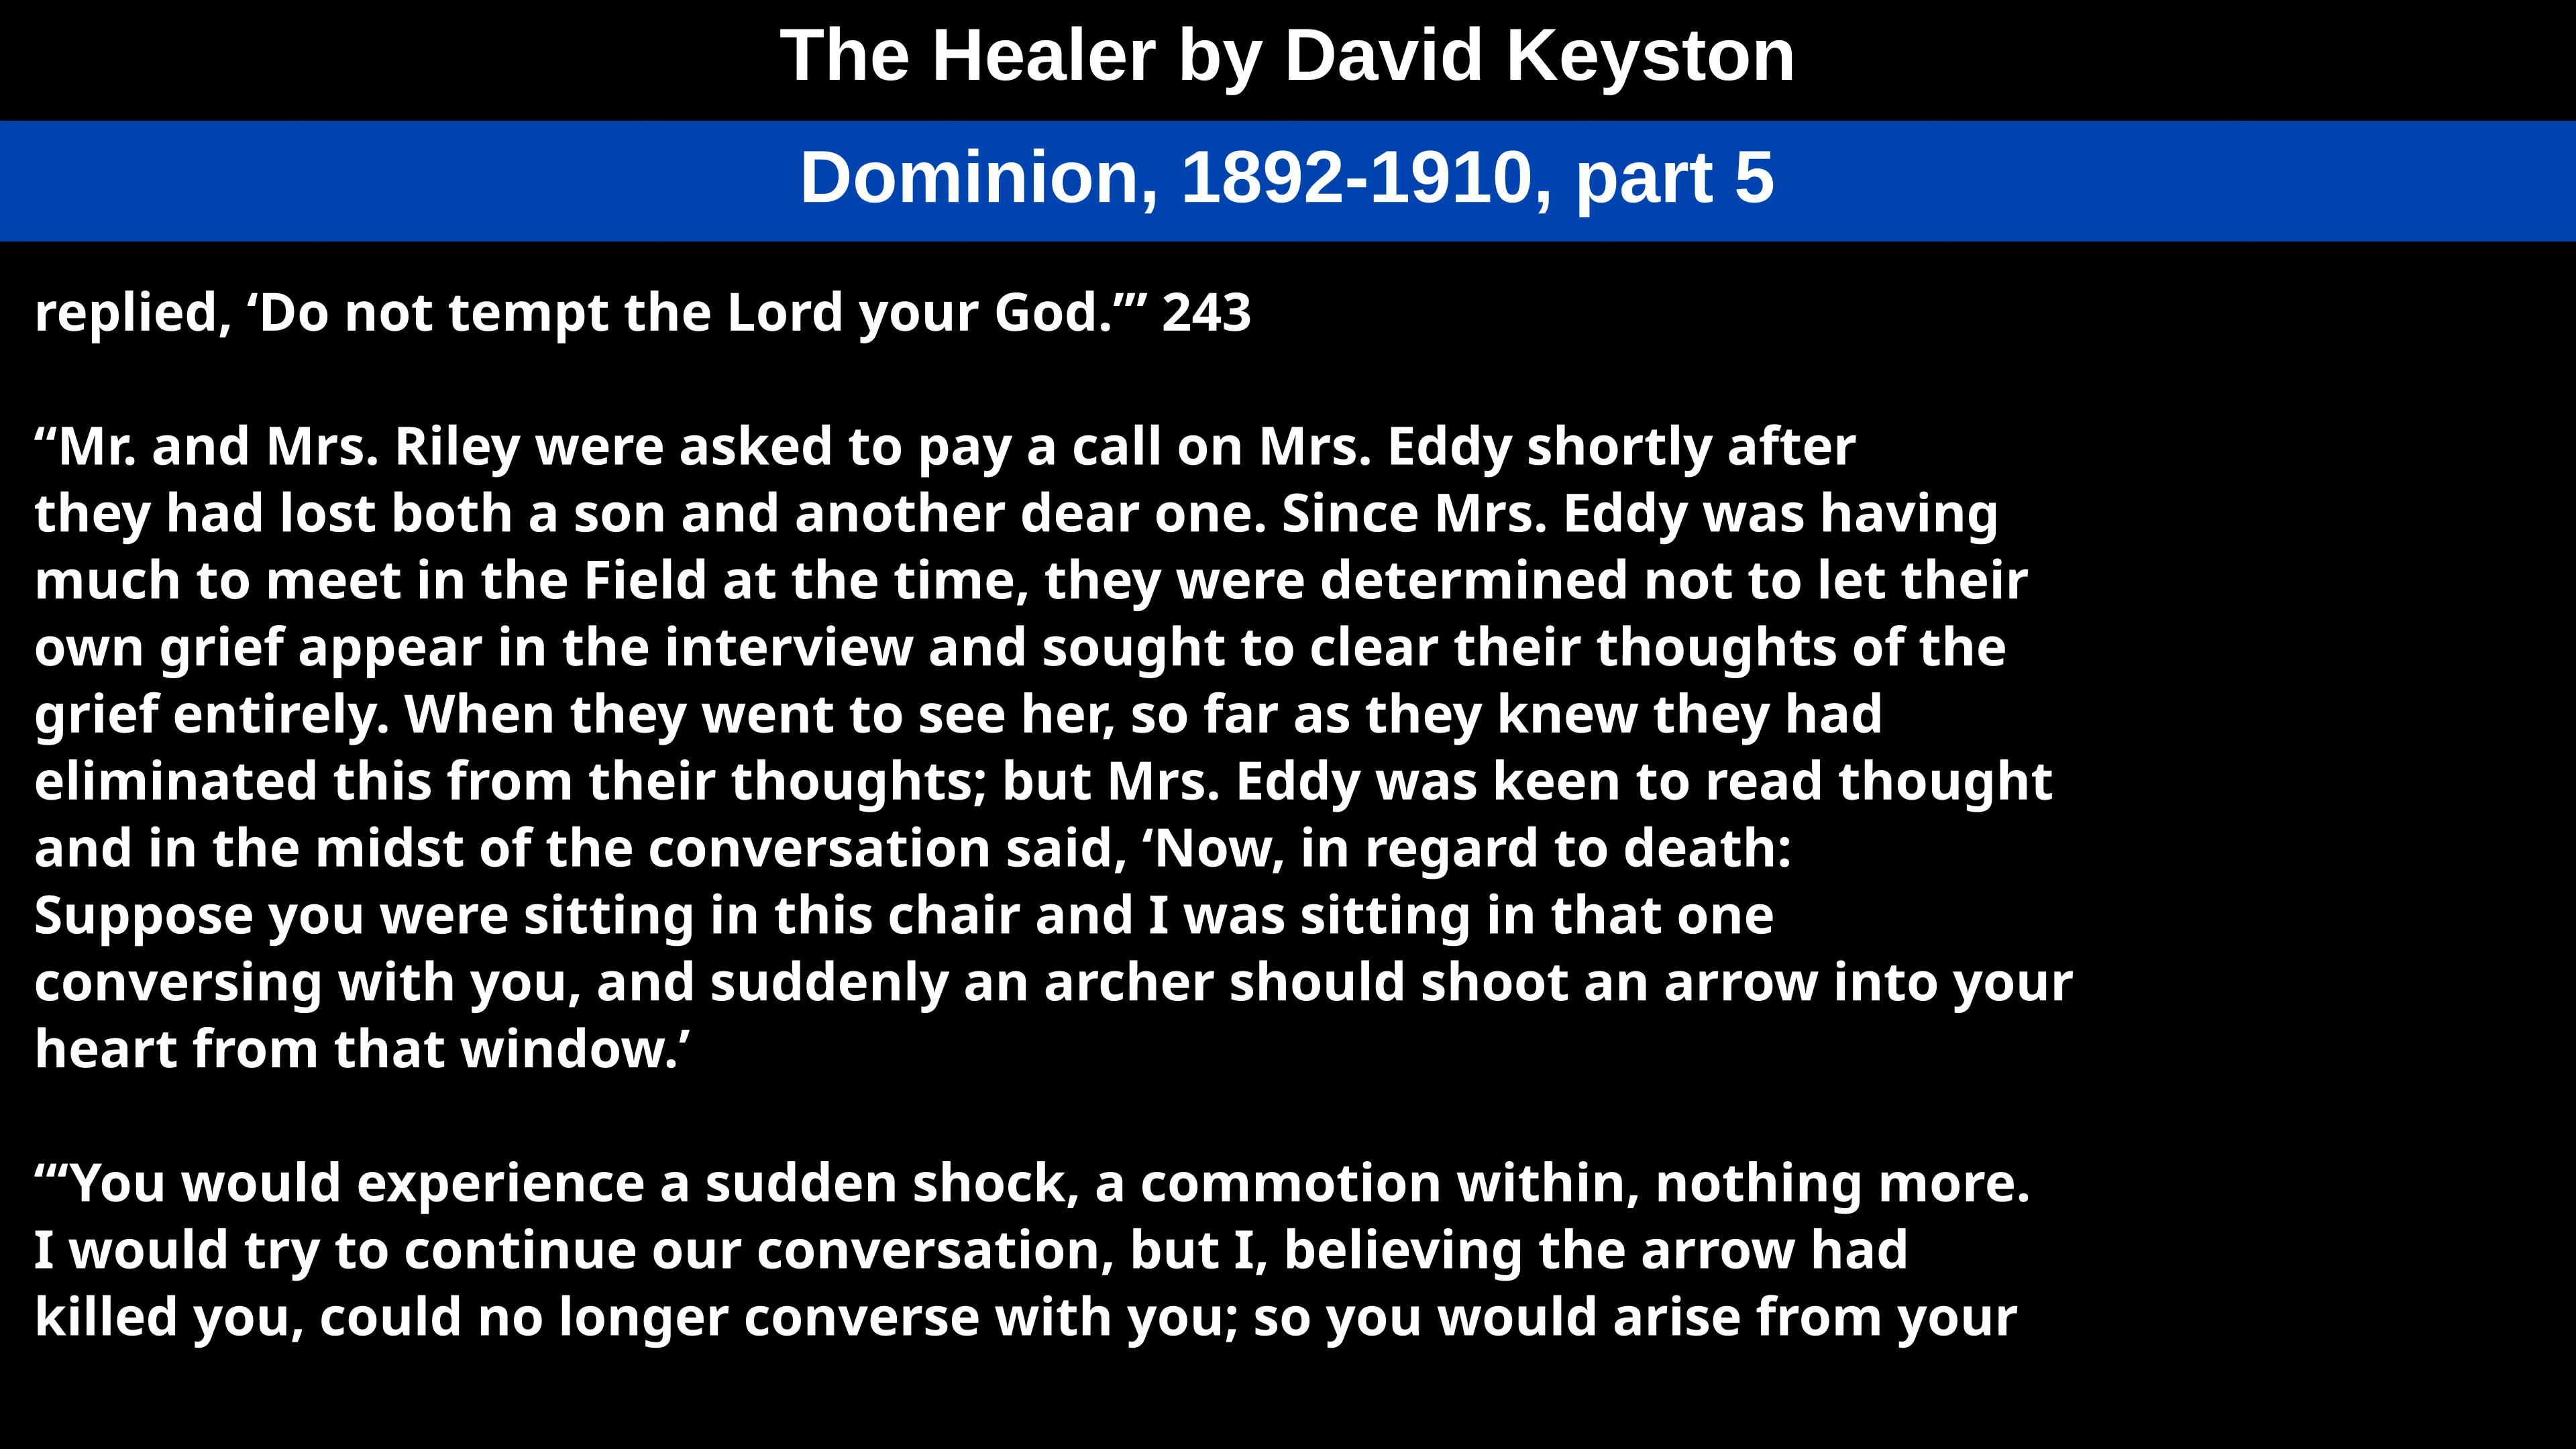 The Healer by David Keyston
Dominion, 1892-1910, part 5
replied, ‘Do not tempt the Lord your God.’” 243
“Mr. and Mrs. Riley were asked to pay a call on Mrs. Eddy shortly after
they had lost both a son and another dear one. Since Mrs. Eddy was having
much to meet in the Field at the time, they were determined not to let their
own grief appear in the interview and sought to clear their thoughts of the
grief entirely. When they went to see her, so far as they knew they had
eliminated this from their thoughts; but Mrs. Eddy was keen to read thought
and in the midst of the conversation said, ‘Now, in regard to death:
Suppose you were sitting in this chair and I was sitting in that one
conversing with you, and suddenly an archer should shoot an arrow into your
heart from that window.’
“‘You would experience a sudden shock, a commotion within, nothing more.
I would try to continue our conversation, but I, believing the arrow had
killed you, could no longer converse with you; so you would arise from your